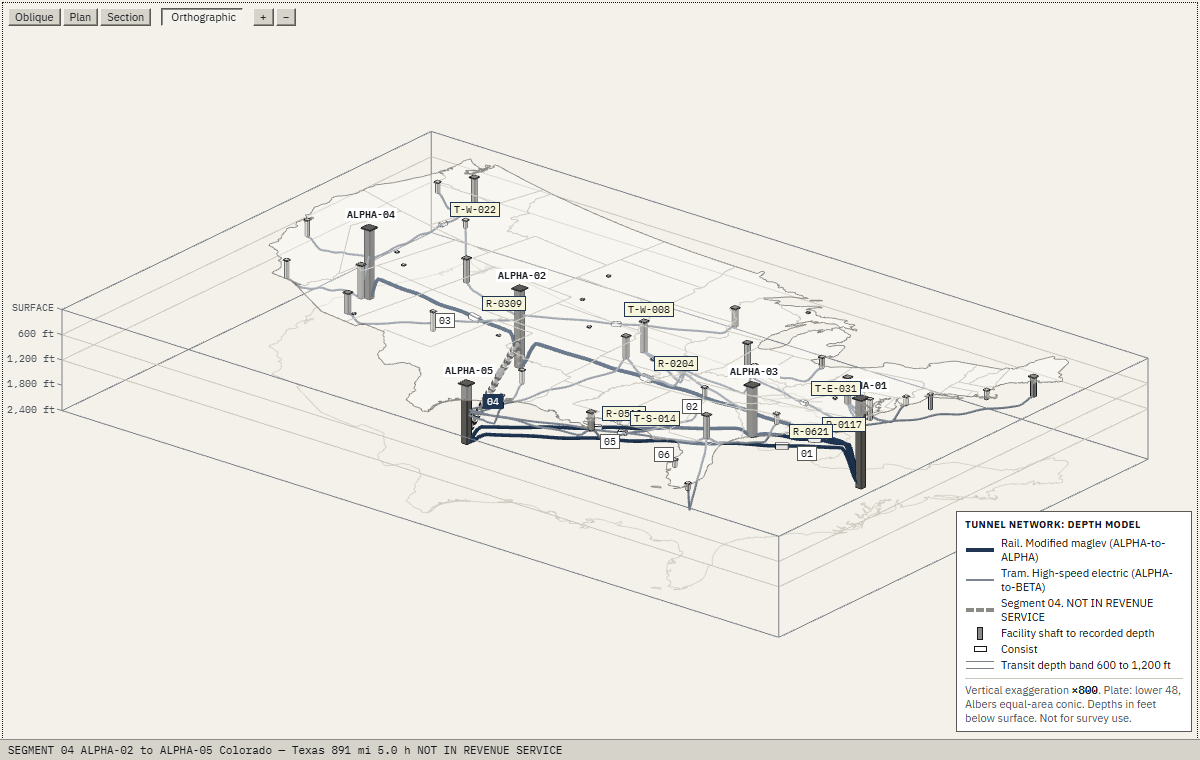 Oblique Plan Section Orthographic + −
T-W-022
ALPHA-04
ALPHA-02
R-0309
SURFACE
T-W-008
03
600 ft
1,200 ft
R-0204
ALPHA-05
ALPHA-03
1,800 ft
T-E-031
04
02
2,400 ft
T-S-014
R-0621
05
06
01
TUNNEL NETWORK: DEPTH MODEL
Rail. Modified maglev (ALPHA-to-
ALPHA)
Tram. High-speed electric (ALPHA-
to-BETA)
Segment 04. NOT IN REVENUE
SERVICE
Facility shaft to recorded depth
Consist
Transit depth band 600 to 1,200 ft
Vertical exaggeration ×800. Plate: lower 48,
Albers equal-area conic. Depths in feet
below surface. Not for survey use.
SEGMENT 04 ALPHA-02 to ALPHA-05 Colorado — Texas 891 mi 5.0 h NOT IN REVENUE SERVICE